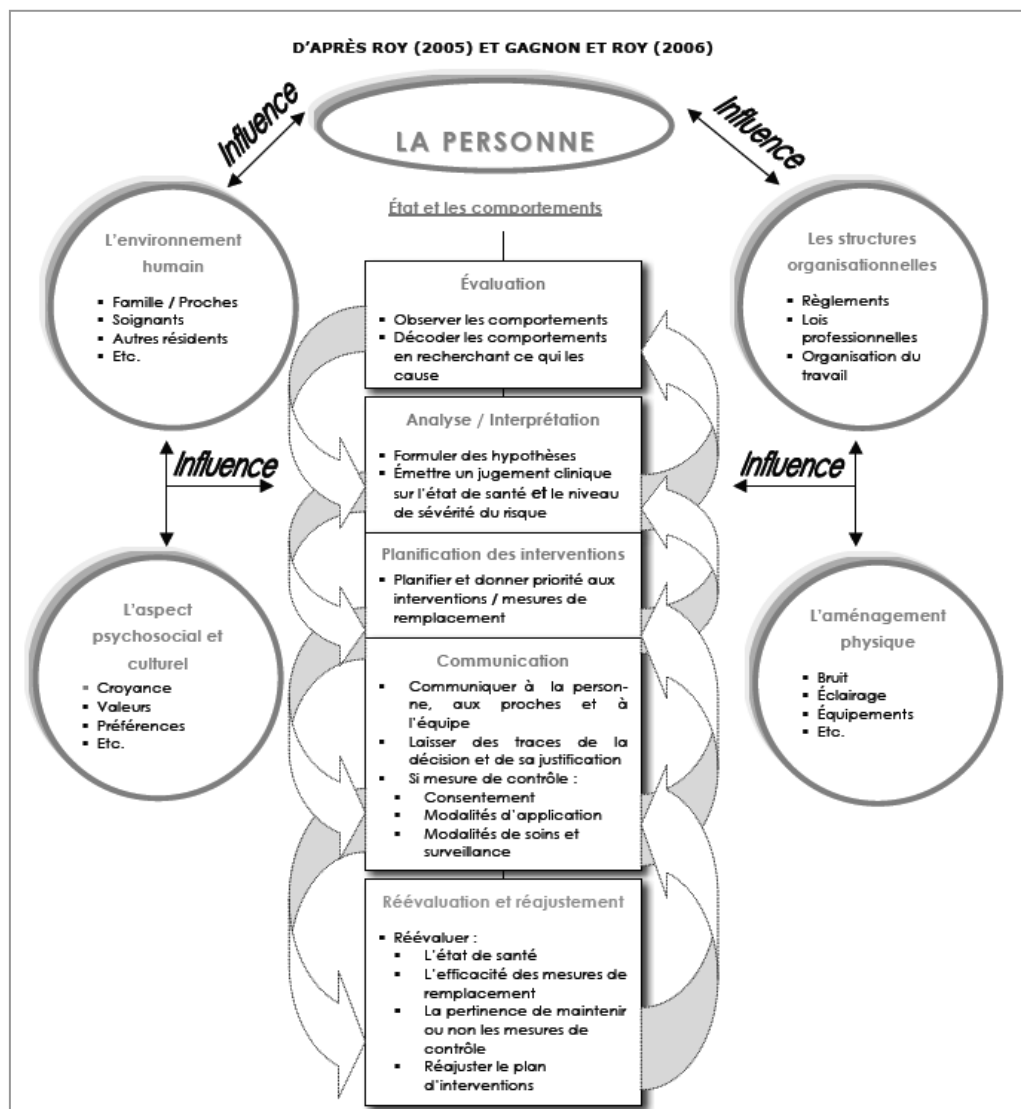 D'APRÈS ROY (2005) ET GAGNON ET ROY (2006)
Influence
Influence
LA PERSONNE
État et les comportements
L'environnement
humain
▪ Famille / Proches
▪ Soignants
▪ Autres résidents
▪ Etc.
Les structures
organisationnelles
▪ Règlements
▪ Lois
professionnelles
▪ Organisation du
travail
Évaluation
▪ Observer les comportements
▪ Décoder les comportements
en recherchant ce qui les
cause
Analyse / Interprétation
▪ Formuler des hypothèses
▪ Émettre un jugement clinique
sur l'état de santé et le niveau
de sévérité du risque
Influence
Influence
Planification des interventions
▪ Planifier et donner priorité aux
interventions / mesures de
remplacement
L'aspect
psychosocial et
culturel
▪ Croyance
▪ Valeurs
▪ Préférences
▪ Etc.
L'aménagement
physique
▪ Bruit
▪ Éclairage
▪ Équipements
▪ Etc.
Communication
▪ Communiquer à la person-
ne, aux proches et à
l'équipe
▪ Laisser des traces de la
décision et de sa justification
▪ Si mesure de contrôle :
▪ Consentement
▪ Modalités d'application
▪ Modalités de soins et
surveillance
Réévaluation et réajustement
▪ Réévaluer :
▪ L'état de santé
▪ L'efficacité des mesures de
remplacement
▪ La pertinence de maintenir
ou non les mesures de
contrôle
▪ Réajuster le plan
d'interventions